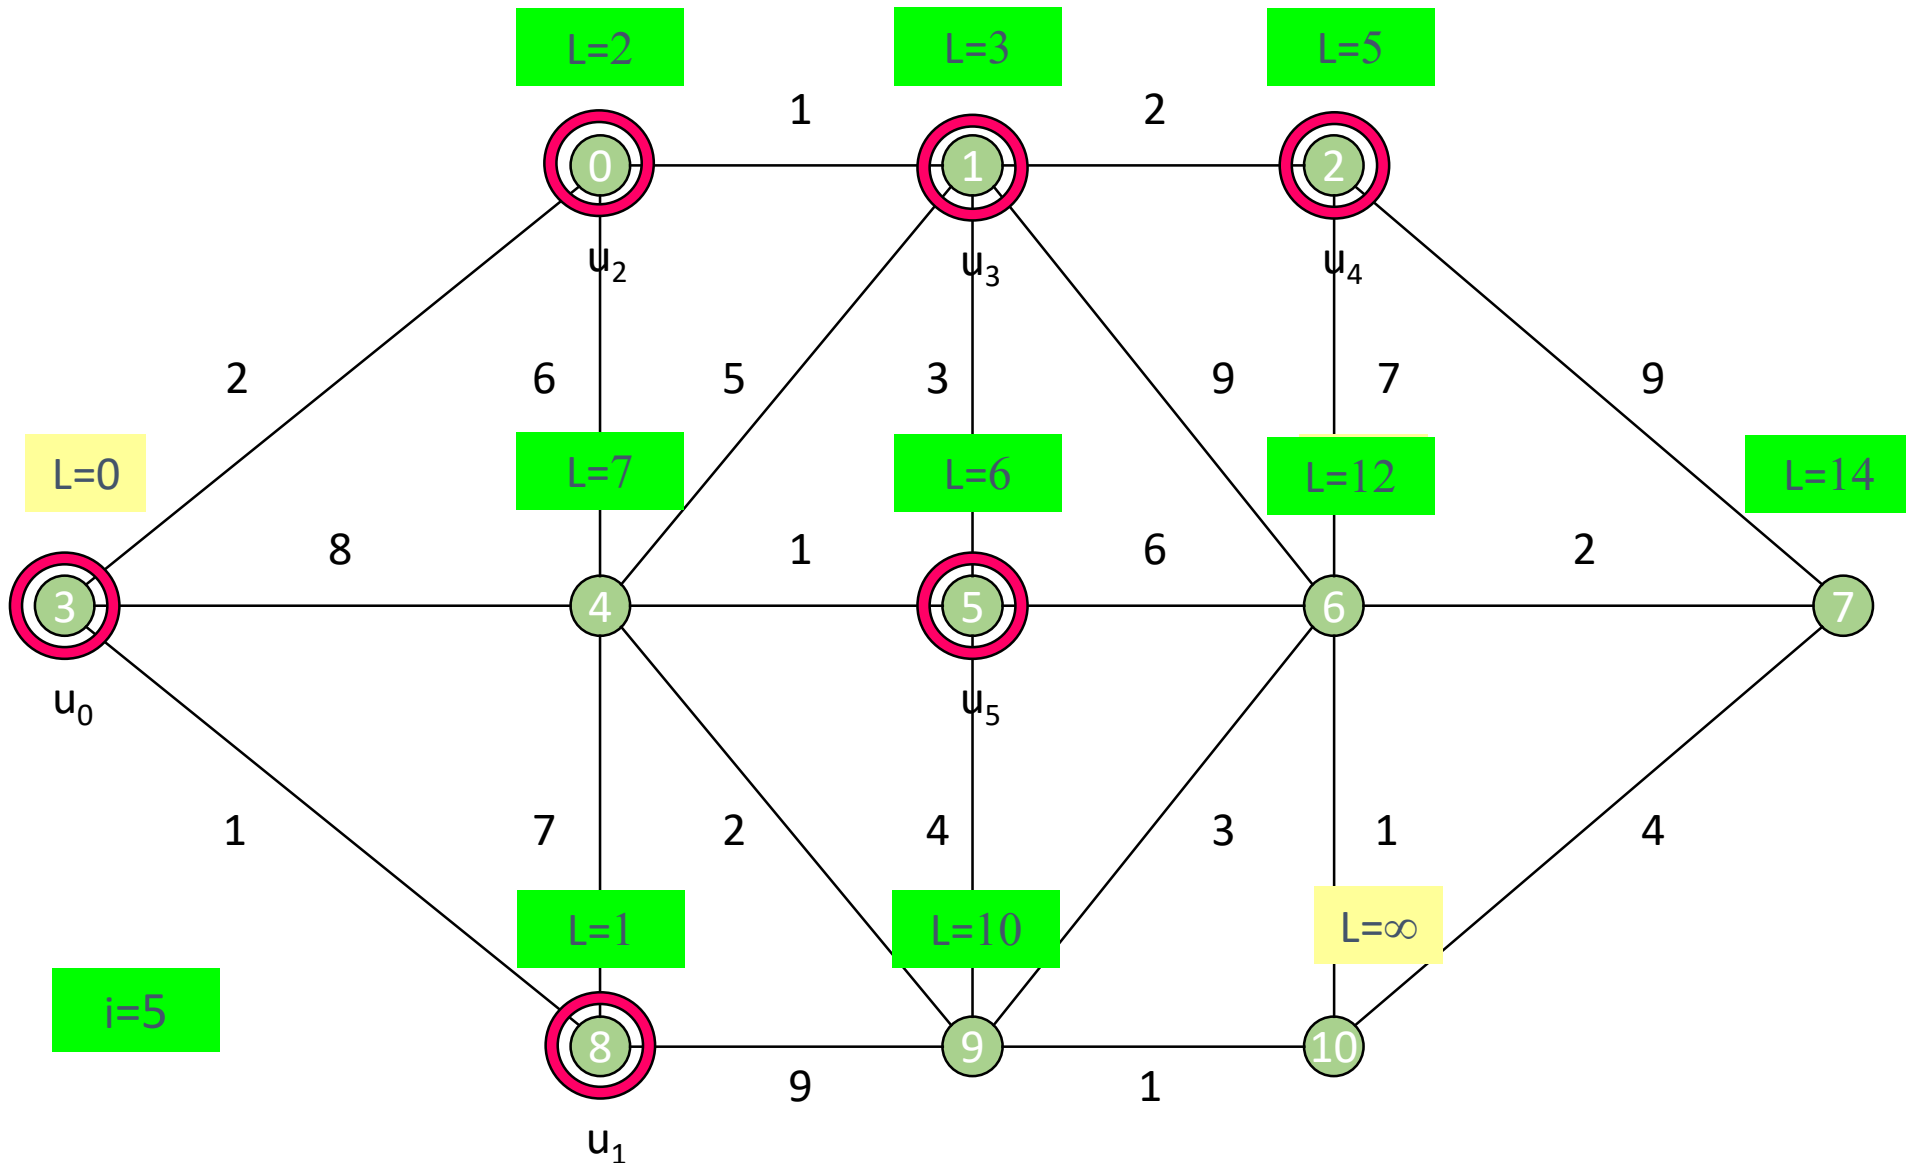 L=2 L=3 L=5
1 2
0 1 2
u₂ u₃ u₄
2 6 5 3 9 7 9
L=0 L=7 L=6 L=12 L=14
8 1 6 2
3 4 5 6 7
u₀ u₅
1 7 2 4 3 1 4
L=1 L=10 L=∞
i=5
8 9 10
9 1
u₁